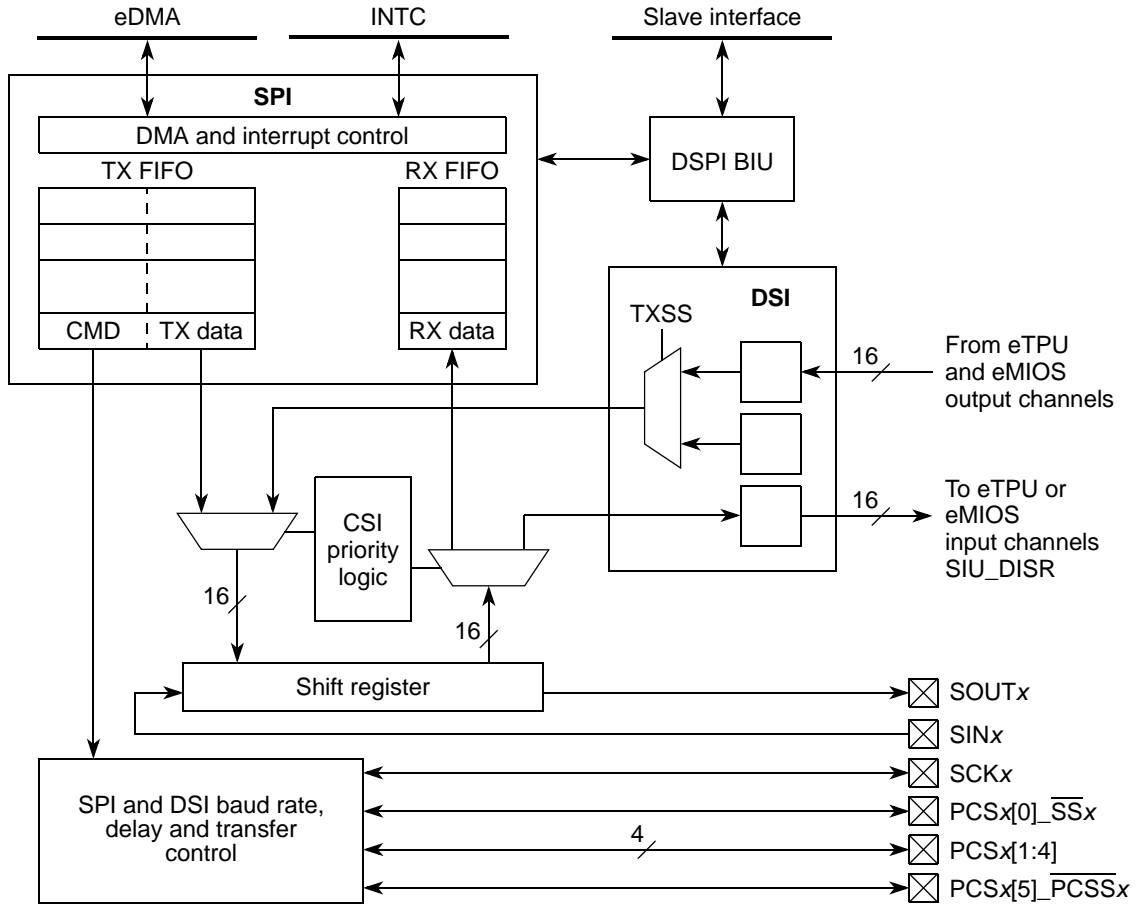 eDMA
INTC
Slave interface
SPI
DMA and interrupt control
TX FIFO
RX FIFO
DSPI BIU
CMD
TX data
RX data
DSI
TXSS
16
From eTPU
and eMIOS
output channels
16
To eTPU or
eMIOS
input channels
SIU_DISR
CSI
priority
logic
16
16
Shift register
SOUTx
SINx
SCKx
SPI and DSI baud rate,
delay and transfer
control
PCSx[0]_S̅S̅x
4
PCSx[1:4]
PCSx[5]_P̅C̅S̅S̅x